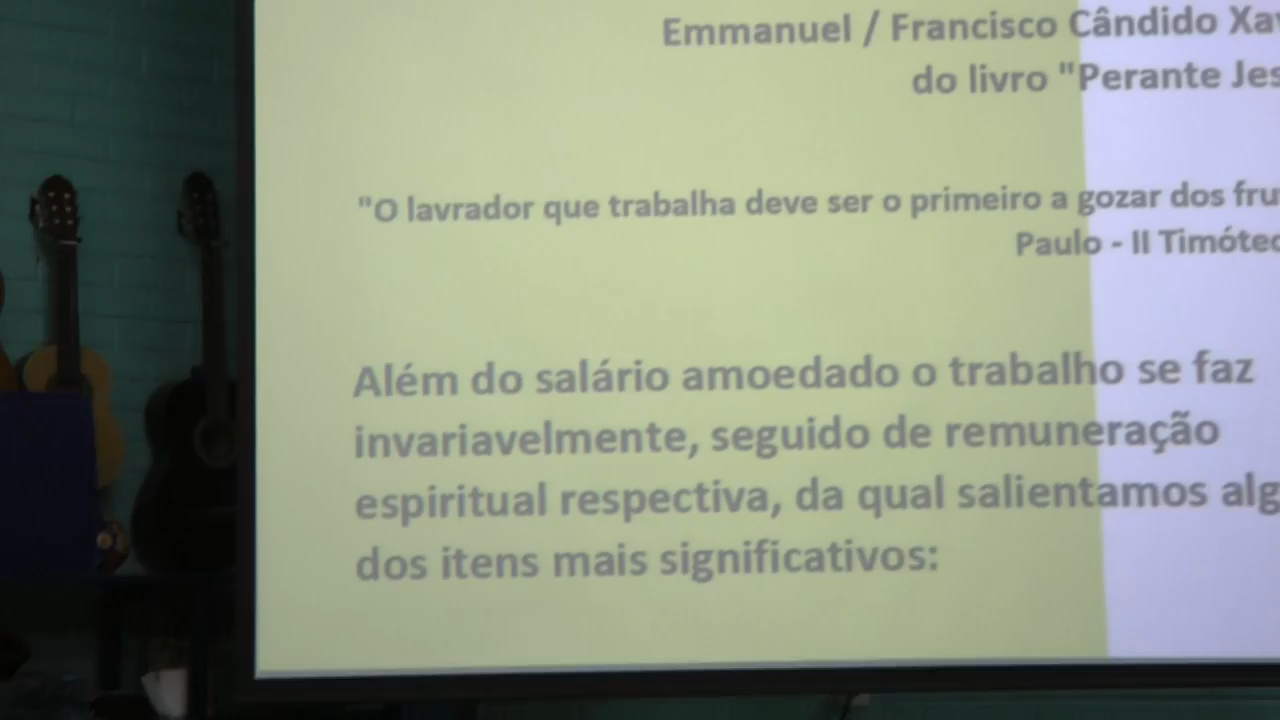 Emmanuel / Francisco Cândido
do livro "Perante
"O lavrador que trabalha deve ser o primeiro a gozar dos
Paulo - II
Além do salário amoedado o trabalho se faz
invariavelmente, seguido de remuneração
espiritual respectiva, da qual salientamos
dos itens mais significativos: